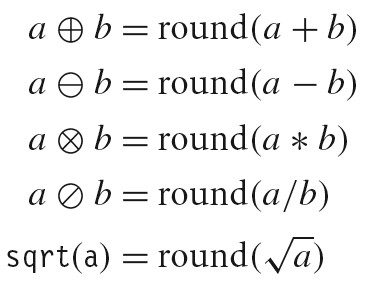 a ⊕ b = round(a + b)
a ⊖ b = round(a − b)
a ⊗ b = round(a ∗ b)
a ⊘ b = round(a/b)
sqrt(a) = round(√a)